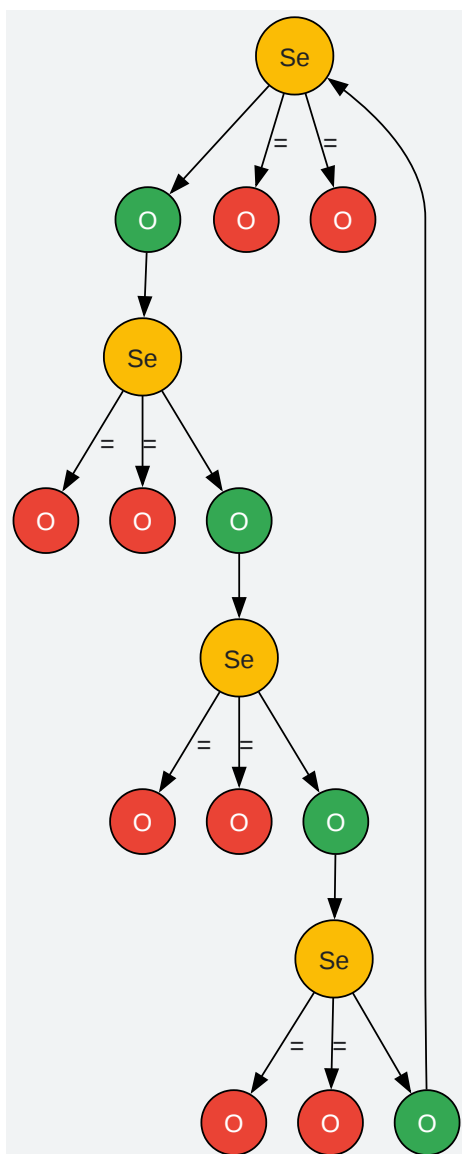 Se
= =
O O O
Se
= =
O O O
Se
= =
O O O
Se
= =
O O O